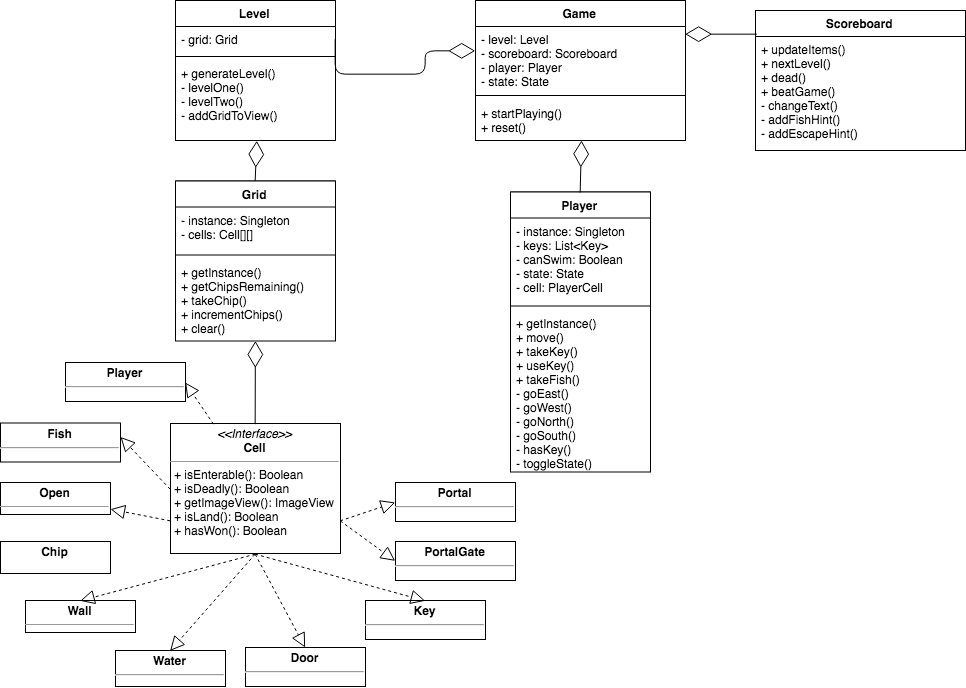 Level
- grid: Grid
+ generateLevel()
- levelOne()
- levelTwo()
- addGridToView()
Game
- level: Level
- scoreboard: Scoreboard
- player: Player
- state: State
+ startPlaying()
+ reset()
Scoreboard
+ updateItems()
+ nextLevel()
+ dead()
+ beatGame()
- changeText()
- addFishHint()
- addEscapeHint()
Grid
- instance: Singleton
- cells: Cell[][]
+ getInstance()
+ getChipsRemaining()
+ takeChip()
+ incrementChips()
+ clear()
Player
- instance: Singleton
- keys: List<Key>
- canSwim: Boolean
- state: State
- cell: PlayerCell
+ getInstance()
+ move()
+ takeKey()
+ useKey()
+ takeFish()
- goEast()
- goWest()
- goNorth()
- goSouth()
- hasKey()
- toggleState()
Player
Fish
Open
Chip
<<Interface>>
Cell
+ isEnterable(): Boolean
+ isDeadly(): Boolean
+ getImageView(): ImageView
+ isLand(): Boolean
+ hasWon(): Boolean
Portal
PortalGate
Wall
Key
Water
Door